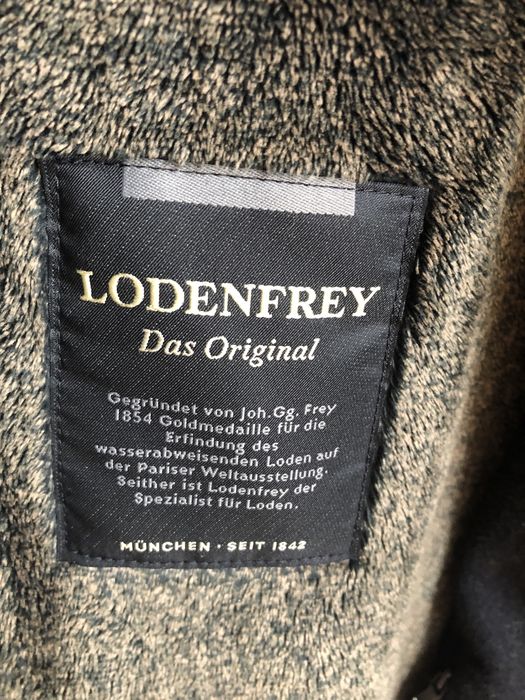 LODENFREY
Das Original
Gegründet von Joh.Gg. Frey
1854 Goldmedaille für die
Erfindung des
wasserabweisenden Loden auf
der Pariser Weltausstellung.
Seither ist Lodenfrey der
Spezialist für Loden.
MÜNCHEN · SEIT 1842